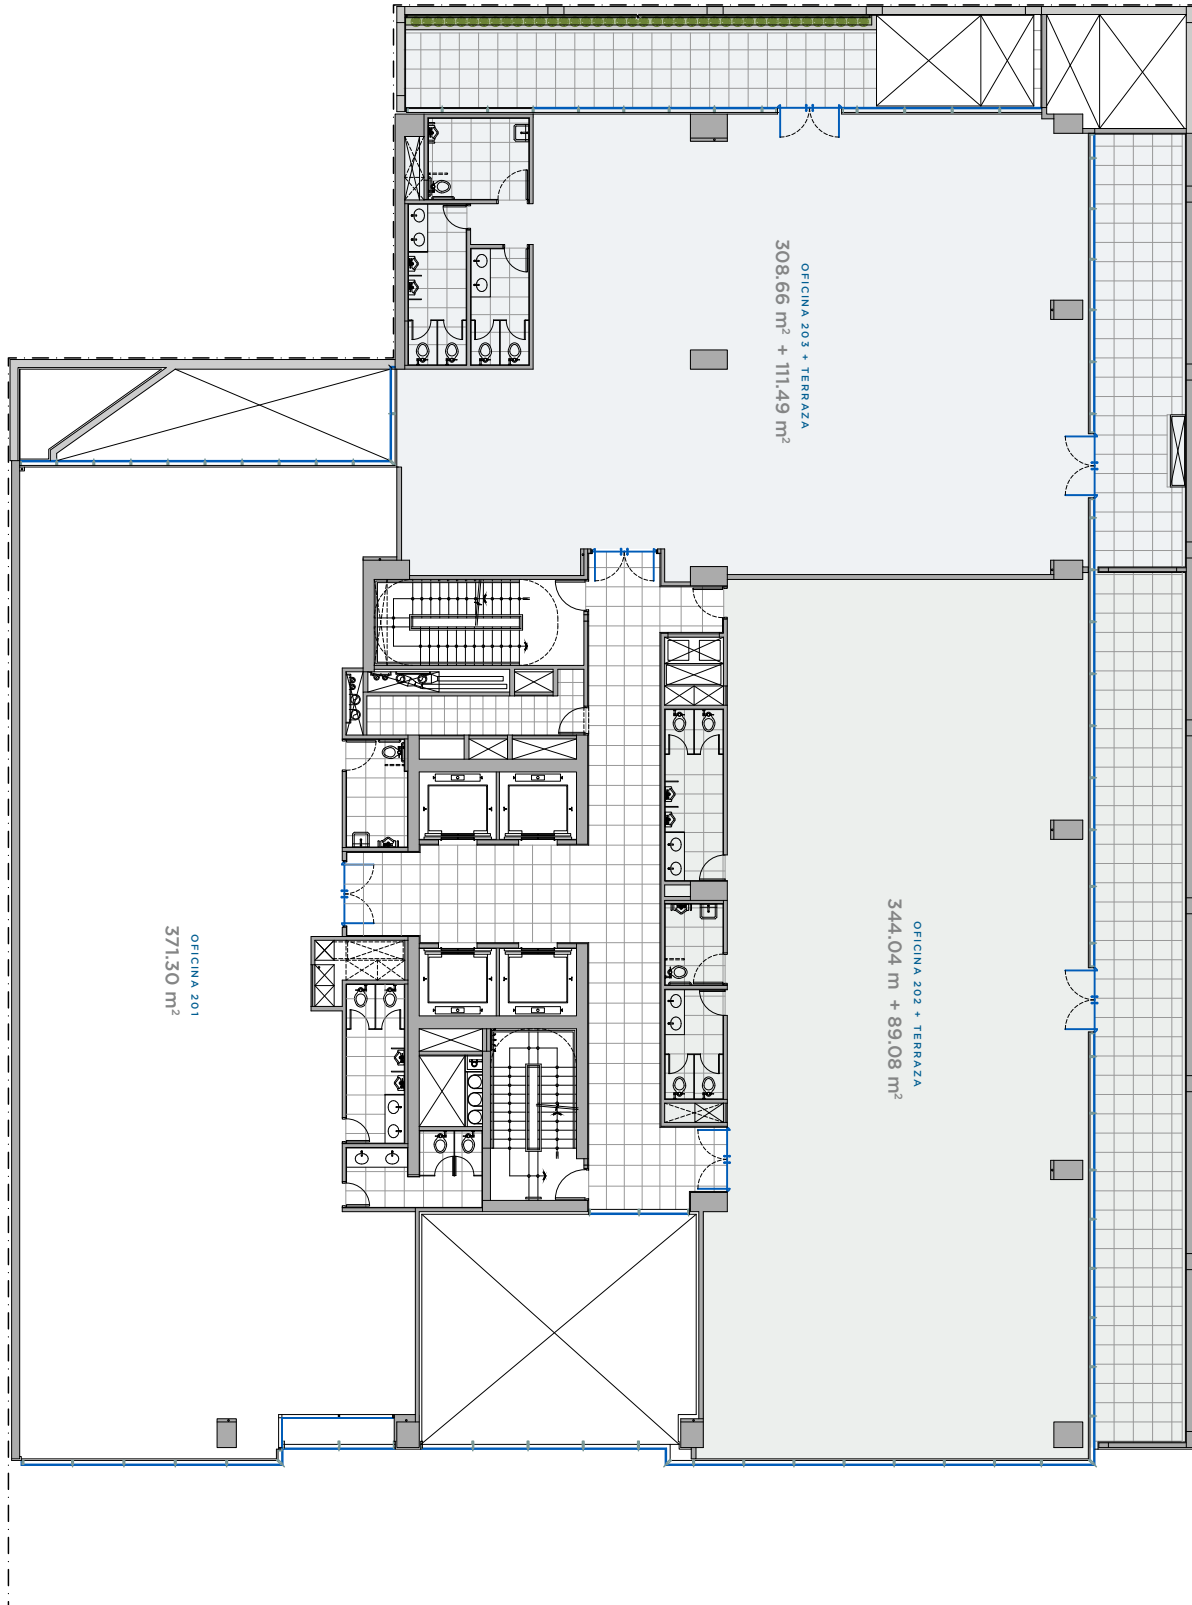 OFICINA 203 + TERRAZA
308.66 m² + 111.49 m²
OFICINA 202 + TERRAZA
344.04 m + 89.08 m²
OFICINA 201
371.30 m²